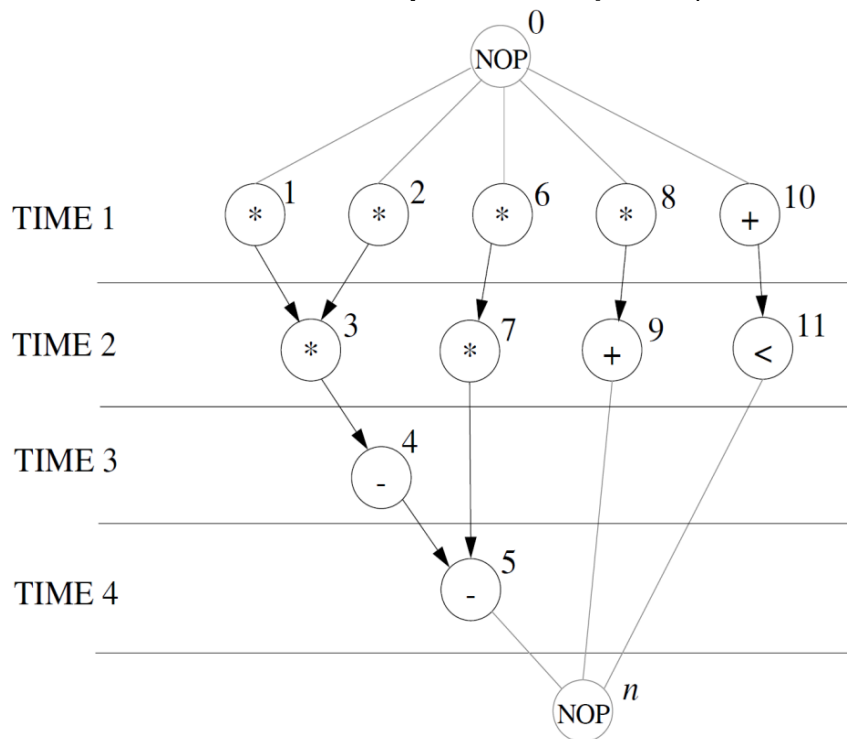 0
NOP
TIME 1
* 1
* 2
* 6
* 8
+ 10
TIME 2
* 3
* 7
+ 9
< 11
TIME 3
- 4
TIME 4
- 5
NOP n